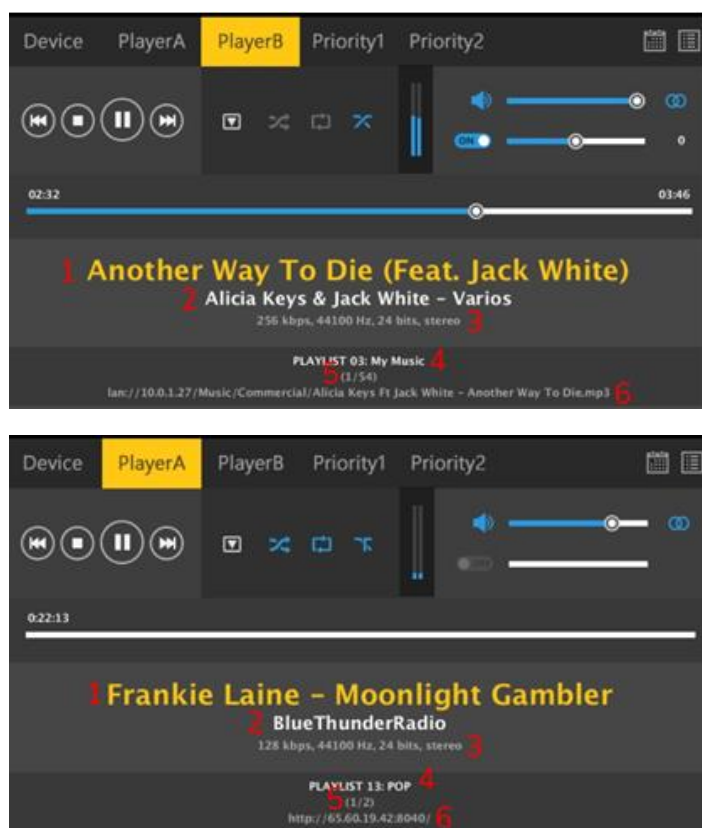 Device PlayerA PlayerB Priority1 Priority2
ON 0
02:32 03:46
1 Another Way To Die (Feat. Jack White)
2 Alicia Keys & Jack White - Varios
256 kbps, 44100 Hz, 24 bits, stereo 3
PLAYLIST 03: My Music 4
5 (1/54)
lan://10.0.1.27/Music/Commercial/Alicia Keys Ft Jack White - Another Way To Die.mp3 6
Device PlayerA PlayerB Priority1 Priority2
0:22:13
1 Frankie Laine - Moonlight Gambler
2 BlueThunderRadio
128 kbps, 44100 Hz, 24 bits, stereo 3
PLAYLIST 13: POP 4
5 (1/2)
http://65.60.19.42:8040/ 6